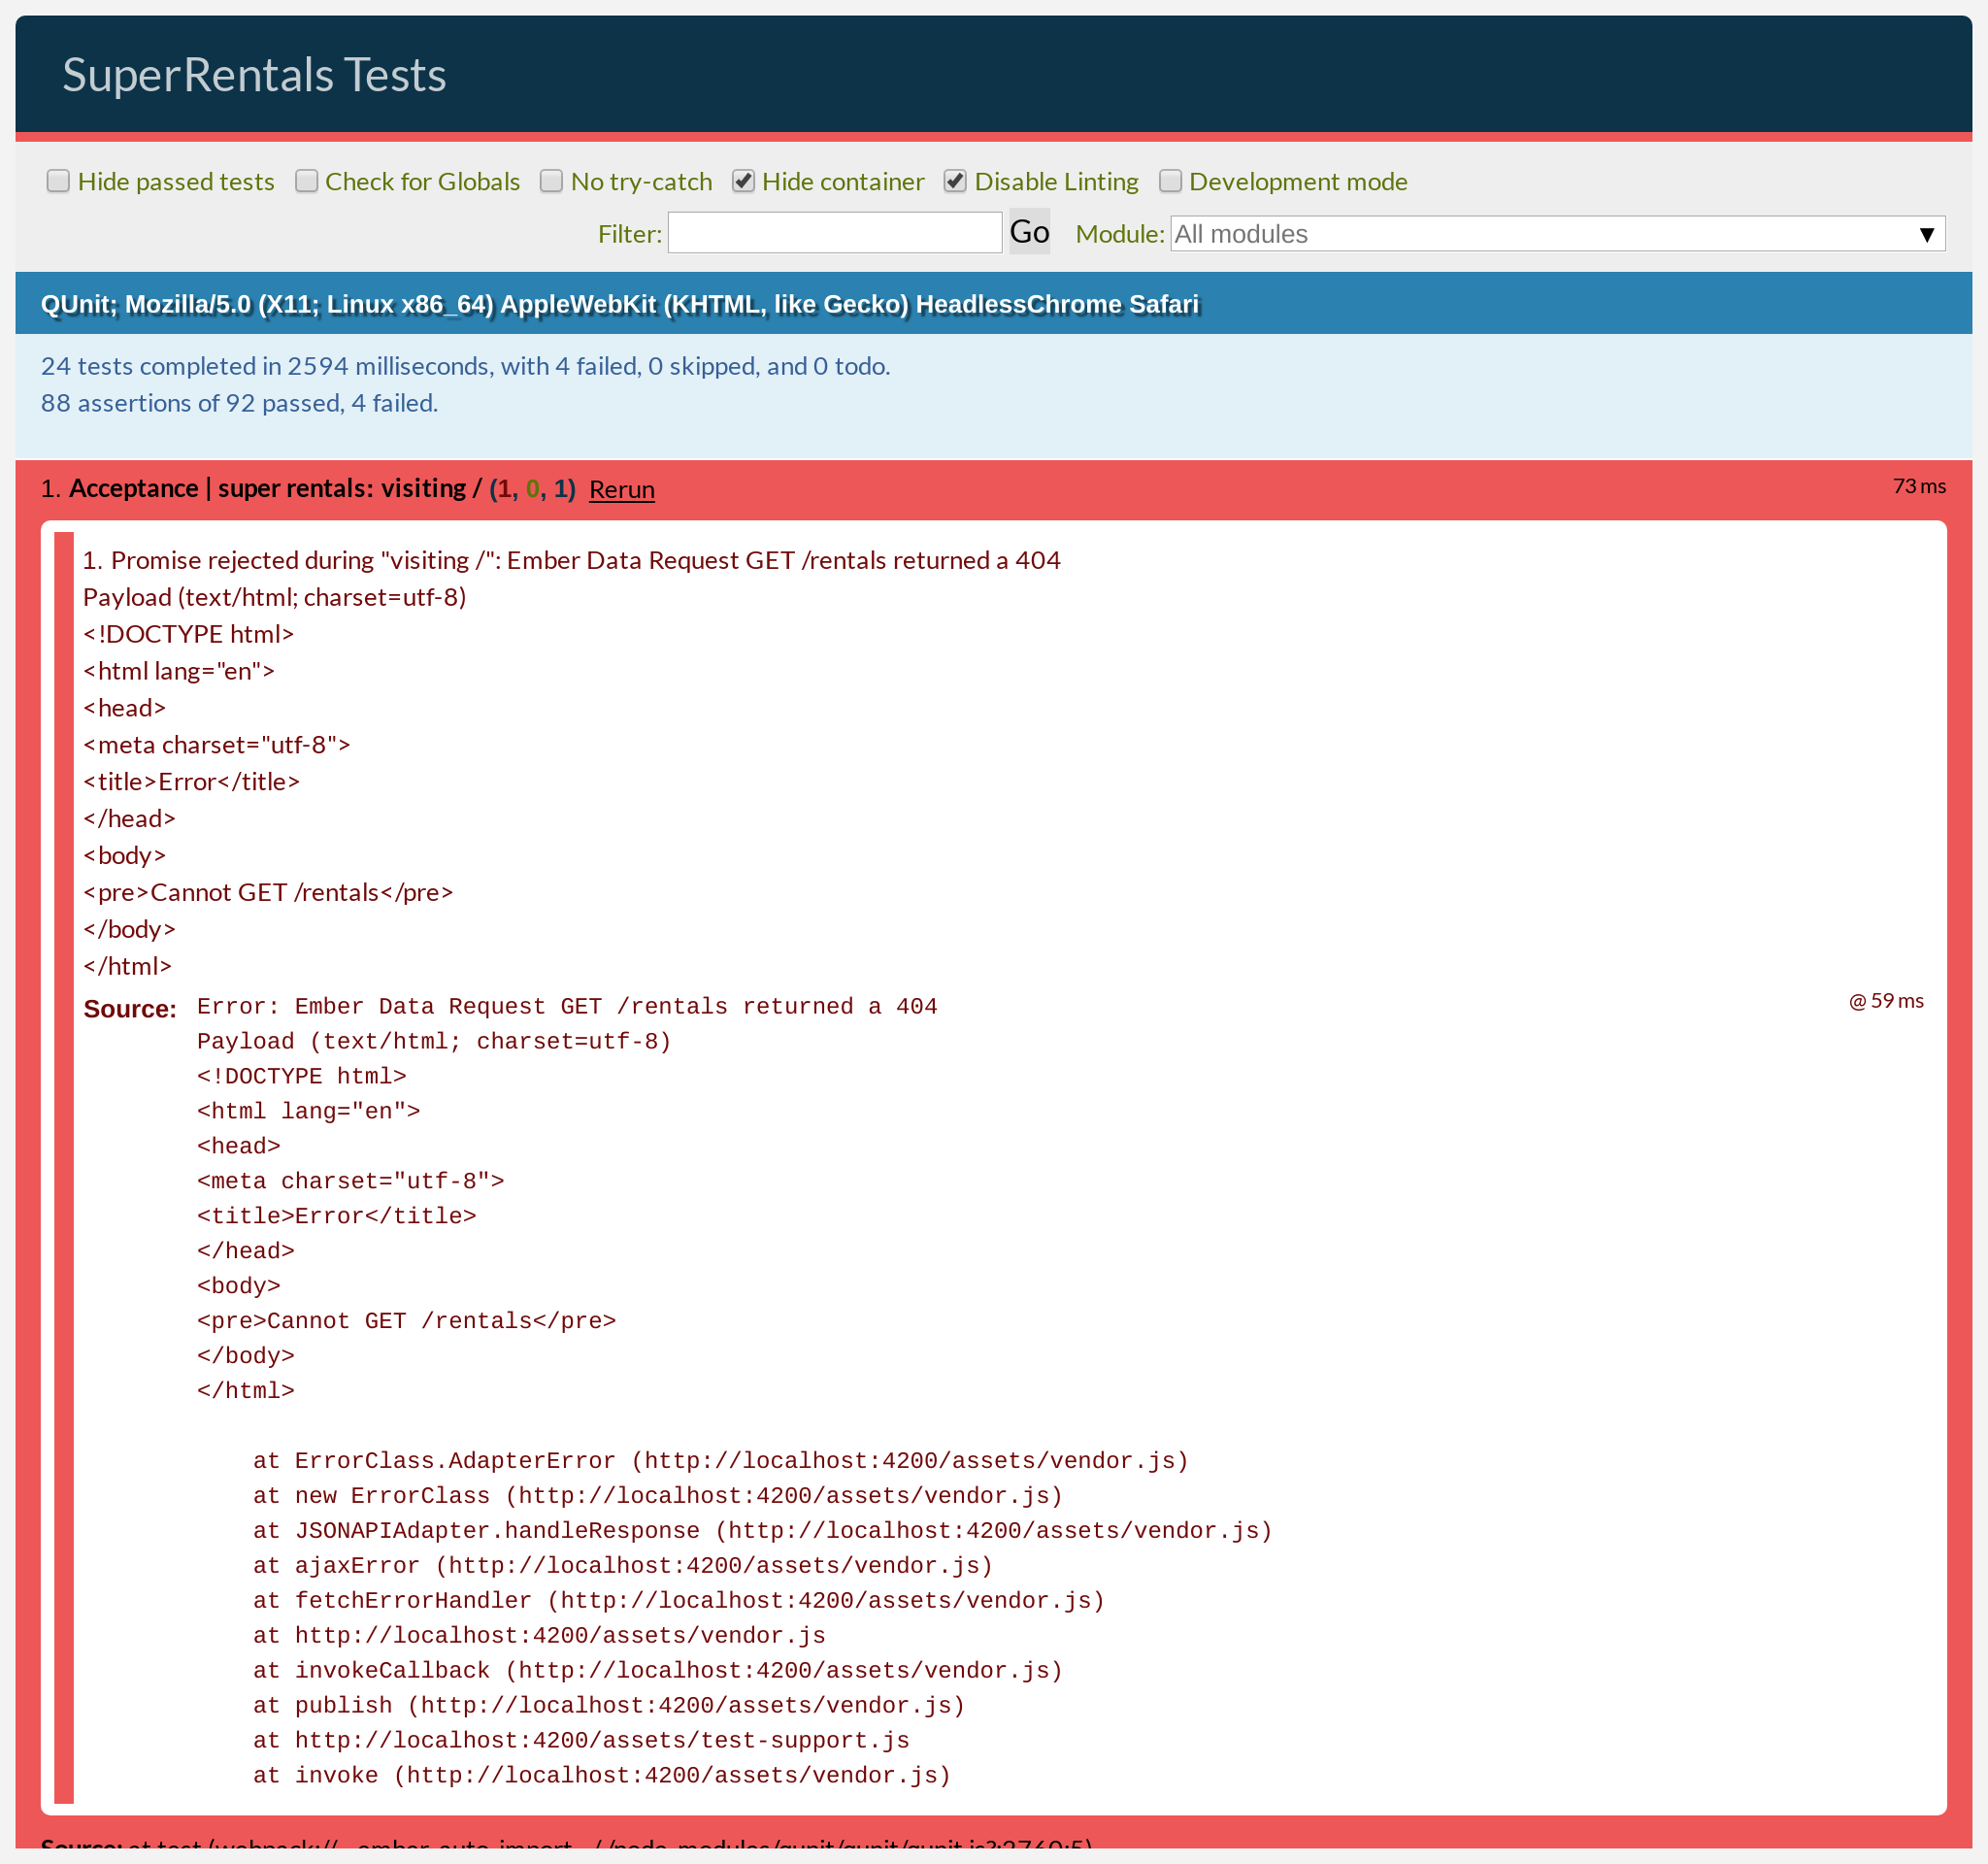 SuperRentals Tests
Hide passed tests Check for Globals No try-catch Hide container Disable Linting Development mode
Filter: Go Module: All modules ▼
QUnit; Mozilla/5.0 (X11; Linux x86_64) AppleWebKit (KHTML, like Gecko) HeadlessChrome Safari
24 tests completed in 2594 milliseconds, with 4 failed, 0 skipped, and 0 todo.
88 assertions of 92 passed, 4 failed.
1. Acceptance | super rentals: visiting / (1, 0, 1) Rerun 73 ms
1. Promise rejected during "visiting /": Ember Data Request GET /rentals returned a 404
Payload (text/html; charset=utf-8)
<!DOCTYPE html>
<html lang="en">
<head>
<meta charset="utf-8">
<title>Error</title>
</head>
<body>
<pre>Cannot GET /rentals</pre>
</body>
</html>
Source: Error: Ember Data Request GET /rentals returned a 404 @ 59 ms
Payload (text/html; charset=utf-8)
<!DOCTYPE html>
<html lang="en">
<head>
<meta charset="utf-8">
<title>Error</title>
</head>
<body>
<pre>Cannot GET /rentals</pre>
</body>
</html>
at ErrorClass.AdapterError (http://localhost:4200/assets/vendor.js)
at new ErrorClass (http://localhost:4200/assets/vendor.js)
at JSONAPIAdapter.handleResponse (http://localhost:4200/assets/vendor.js)
at ajaxError (http://localhost:4200/assets/vendor.js)
at fetchErrorHandler (http://localhost:4200/assets/vendor.js)
at http://localhost:4200/assets/vendor.js
at invokeCallback (http://localhost:4200/assets/vendor.js)
at publish (http://localhost:4200/assets/vendor.js)
at http://localhost:4200/assets/test-support.js
at invoke (http://localhost:4200/assets/vendor.js)
Source: at test